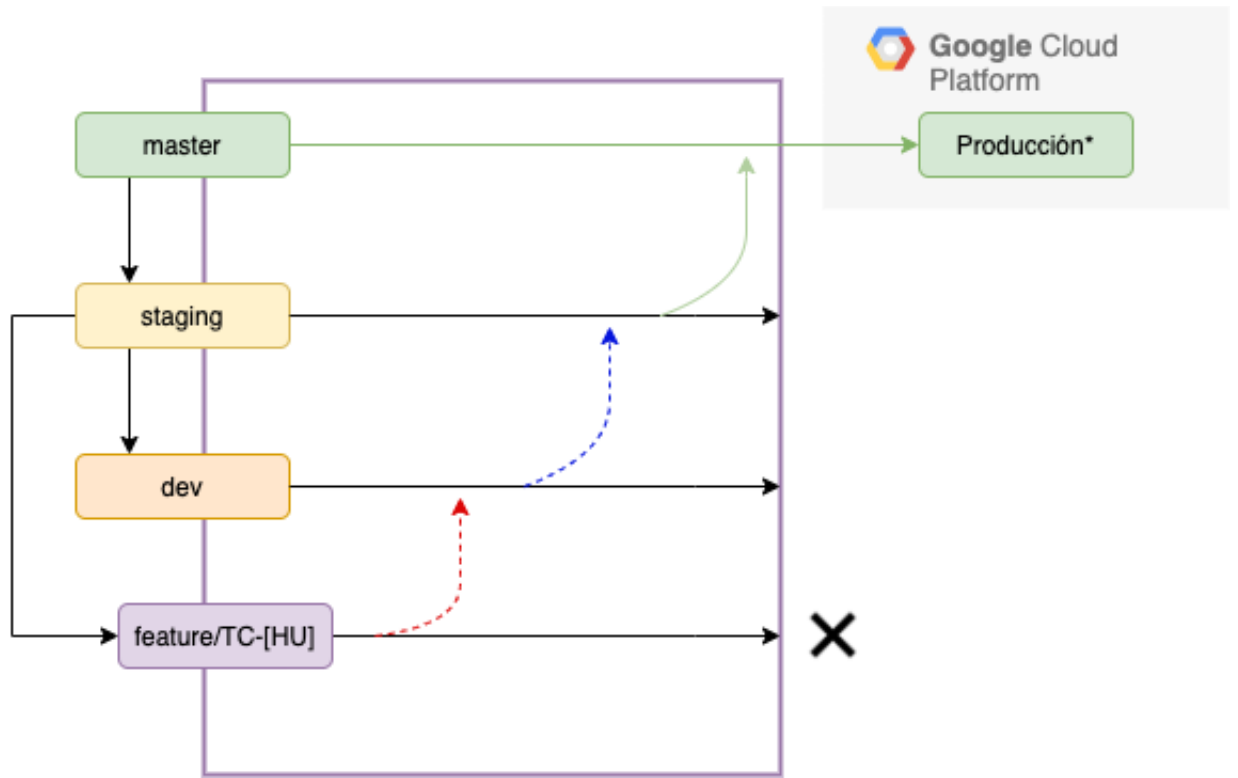 Google Cloud
Platform
master
Producción*
staging
dev
feature/TC-[HU]